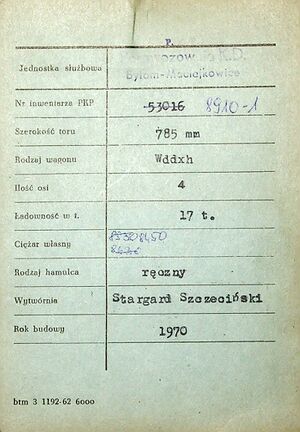 P.
Jednostka służbowa
Bytom-Maciejkowice
Nr inwentarza PKP 53016 8910-1
Szerokość toru 785 mm
Rodzaj wagonu Wddxh
Ilość osi 4
Ładowność w t. 17 t.
Ciężar własny 8450
Rodzaj hamulca ręczny
Wytwórnia Stargard Szczeciński
Rok budowy 1970
btm 3 1192-62 6000